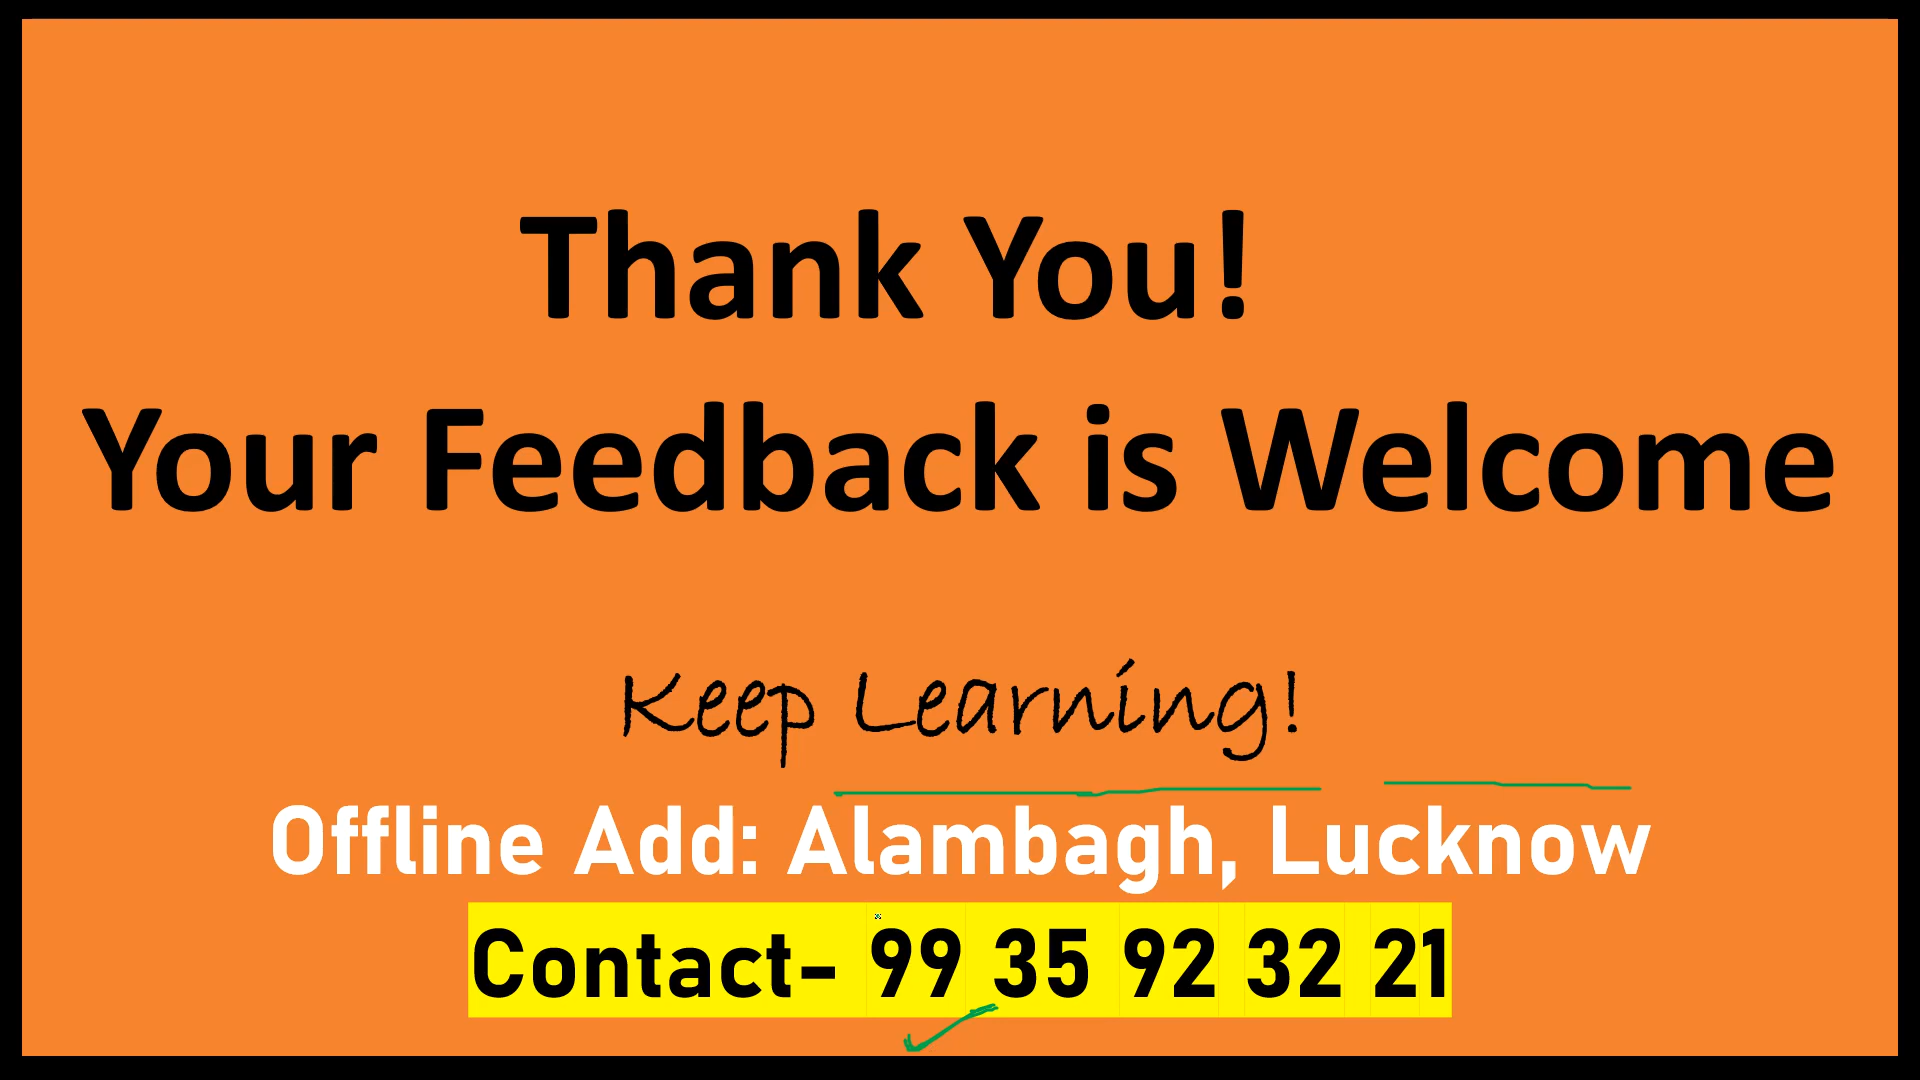 Thank You!
Your Feedback is Welcome
Keep Learning!
Offline Add: Alambagh, Lucknow
Contact- 99 35 92 32 21